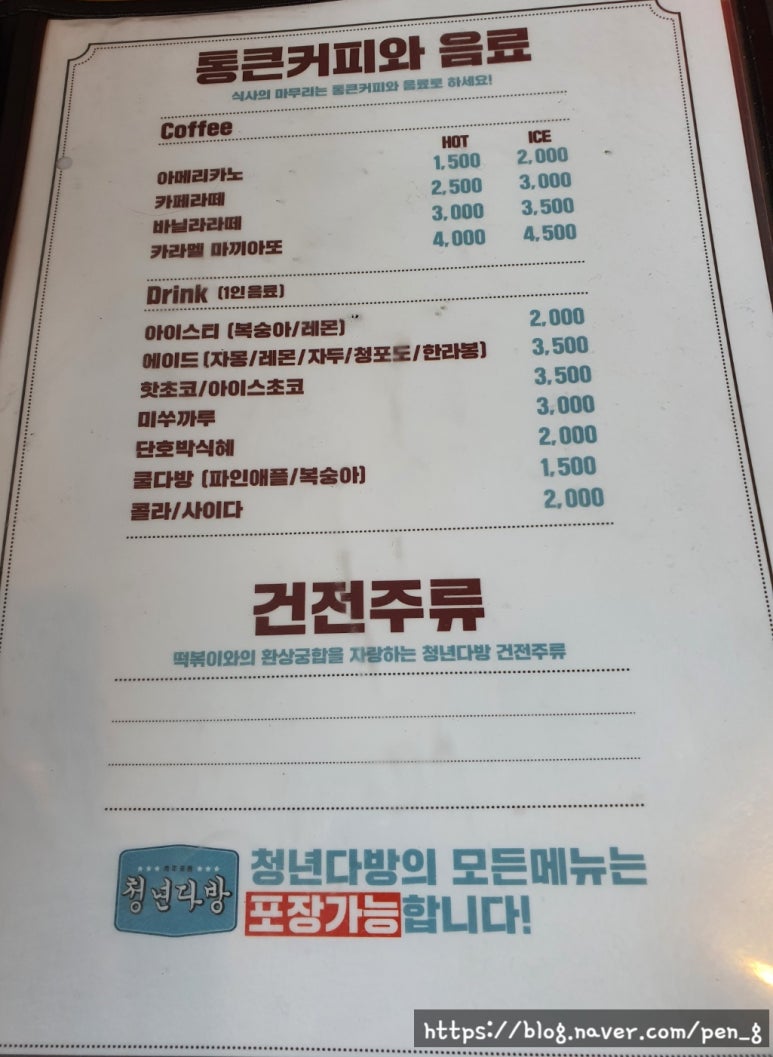 통큰커피와 음료
식사의 마무리는 통큰커피와 음료로 하세요!
Coffee
HOT ICE
아메리카노 1,500 2,000
카페라떼 2,500 3,000
바닐라라떼 3,000 3,500
카라멜 마끼아또 4,000 4,500
Drink (1인음료)
아이스티 (복숭아/레몬) 2,000
에이드 (자몽/레몬/자두/청포도/한라봉) 3,500
핫초코/아이스초코 3,500
미쑤까루 3,000
단호박식혜 2,000
쿨다방 (파인애플/복숭아) 1,500
콜라/사이다 2,000
건전주류
떡볶이와의 환상궁합을 자랑하는 청년다방 건전주류
청년다방
청년다방의 모든메뉴는
포장가능합니다!
https://blog.naver.com/pen_g